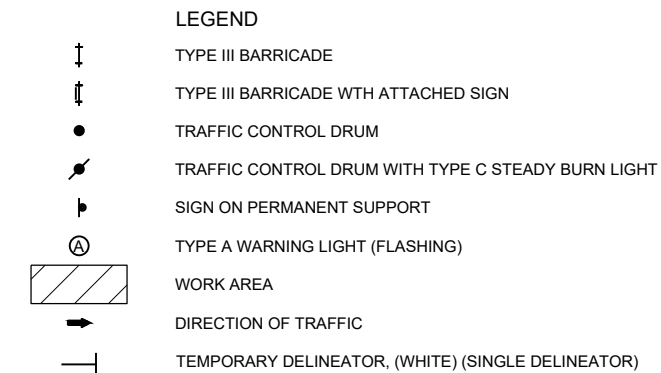 LEGEND
TYPE III BARRICADE
TYPE III BARRICADE WTH ATTACHED SIGN
TRAFFIC CONTROL DRUM
TRAFFIC CONTROL DRUM WITH TYPE C STEADY BURN LIGHT
SIGN ON PERMANENT SUPPORT
A TYPE A WARNING LIGHT (FLASHING)
WORK AREA
DIRECTION OF TRAFFIC
TEMPORARY DELINEATOR, (WHITE) (SINGLE DELINEATOR)